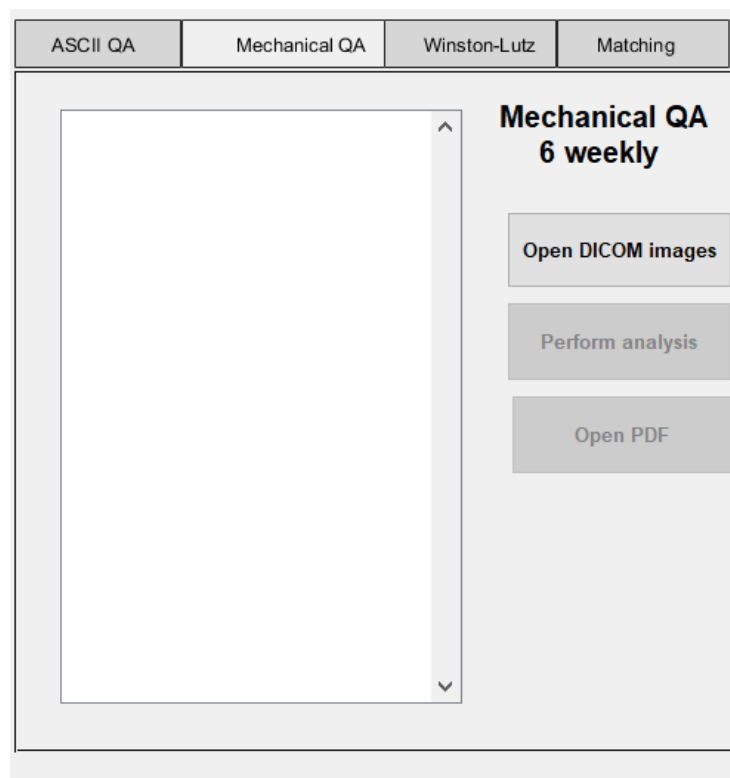 ASCII QA
Mechanical QA
Winston-Lutz
Matching
Mechanical QA
6 weekly
Open DICOM images
Perform analysis
Open PDF